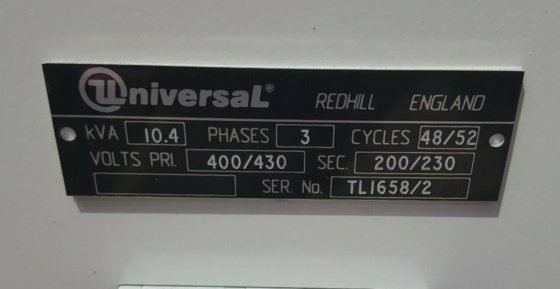 UniversaL® REDHILL ENGLAND
kVA 10.4 PHASES 3 CYCLES 48/52
VOLTS PRI. 400/430 SEC. 200/230
SER. No. TL1658/2